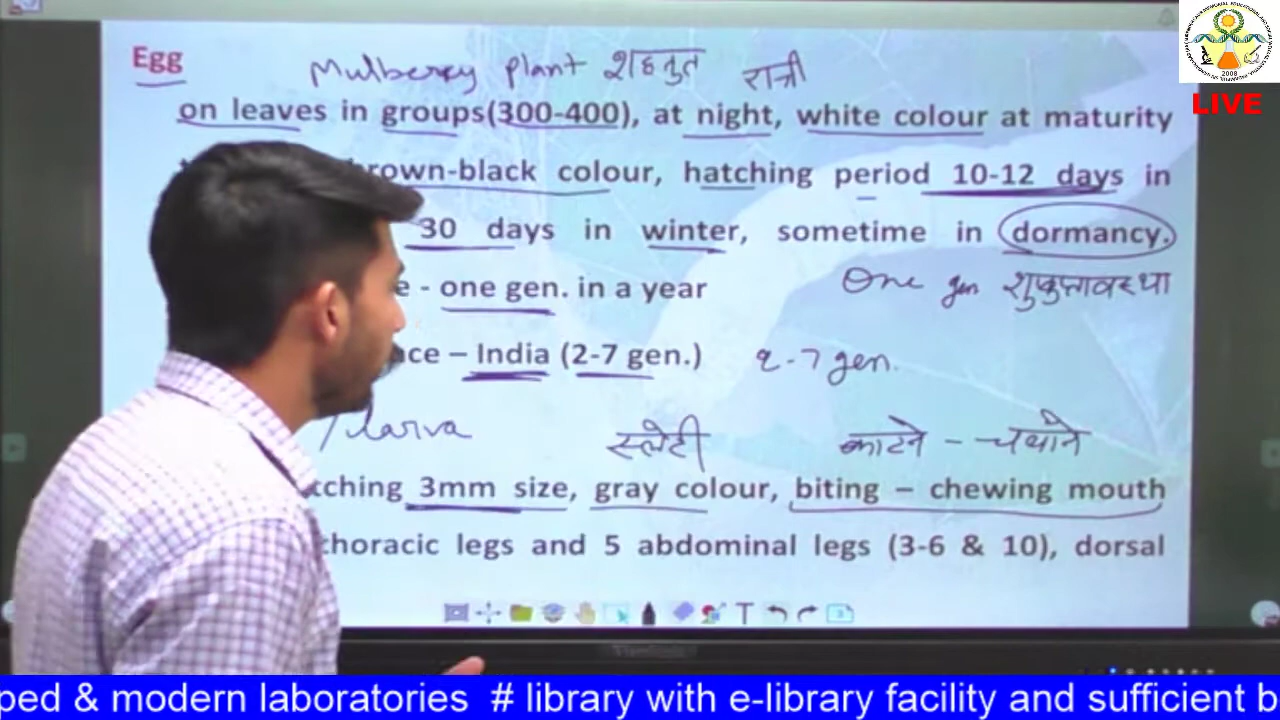 Egg
Mulberry plant शहतुत रात्री
on leaves in groups(300-400), at night, white colour at maturity
rown-black colour, hatching period 10-12 days in
30 days in winter, sometime in dormancy.
e - one gen. in a year One gen शुषुप्तावस्था
ace – India (2-7 gen.) 2-7 gen.
larva स्लेटी काटने - चबाने
tching 3mm size, gray colour, biting – chewing mouth
thoracic legs and 5 abdominal legs (3-6 & 10), dorsal
2008
LIVE
ped & modern laboratories # library with e-library facility and sufficient b